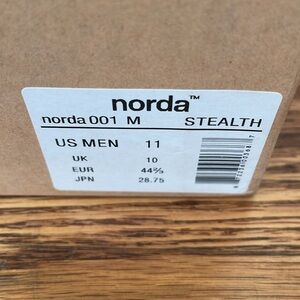 norda™
norda 001 M STEALTH
US MEN 11
UK 10
EUR 44⅔
JPN 28.75